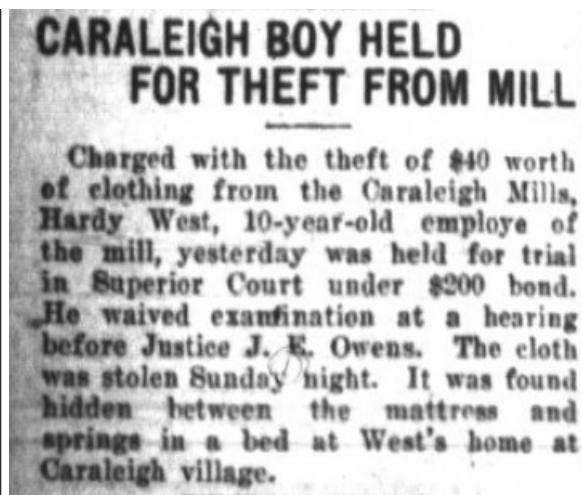 CARALEIGH BOY HELD
FOR THEFT FROM MILL
Charged with the theft of $40 worth
of clothing from the Caraleigh Mills,
Hardy West, 10-year-old employe of
the mill, yesterday was held for trial
in Superior Court under $200 bond.
He waived examination at a hearing
before Justice J. E. Owens. The cloth
was stolen Sunday night. It was found
hidden between the mattress and
springs in a bed at West's home at
Caraleigh village.